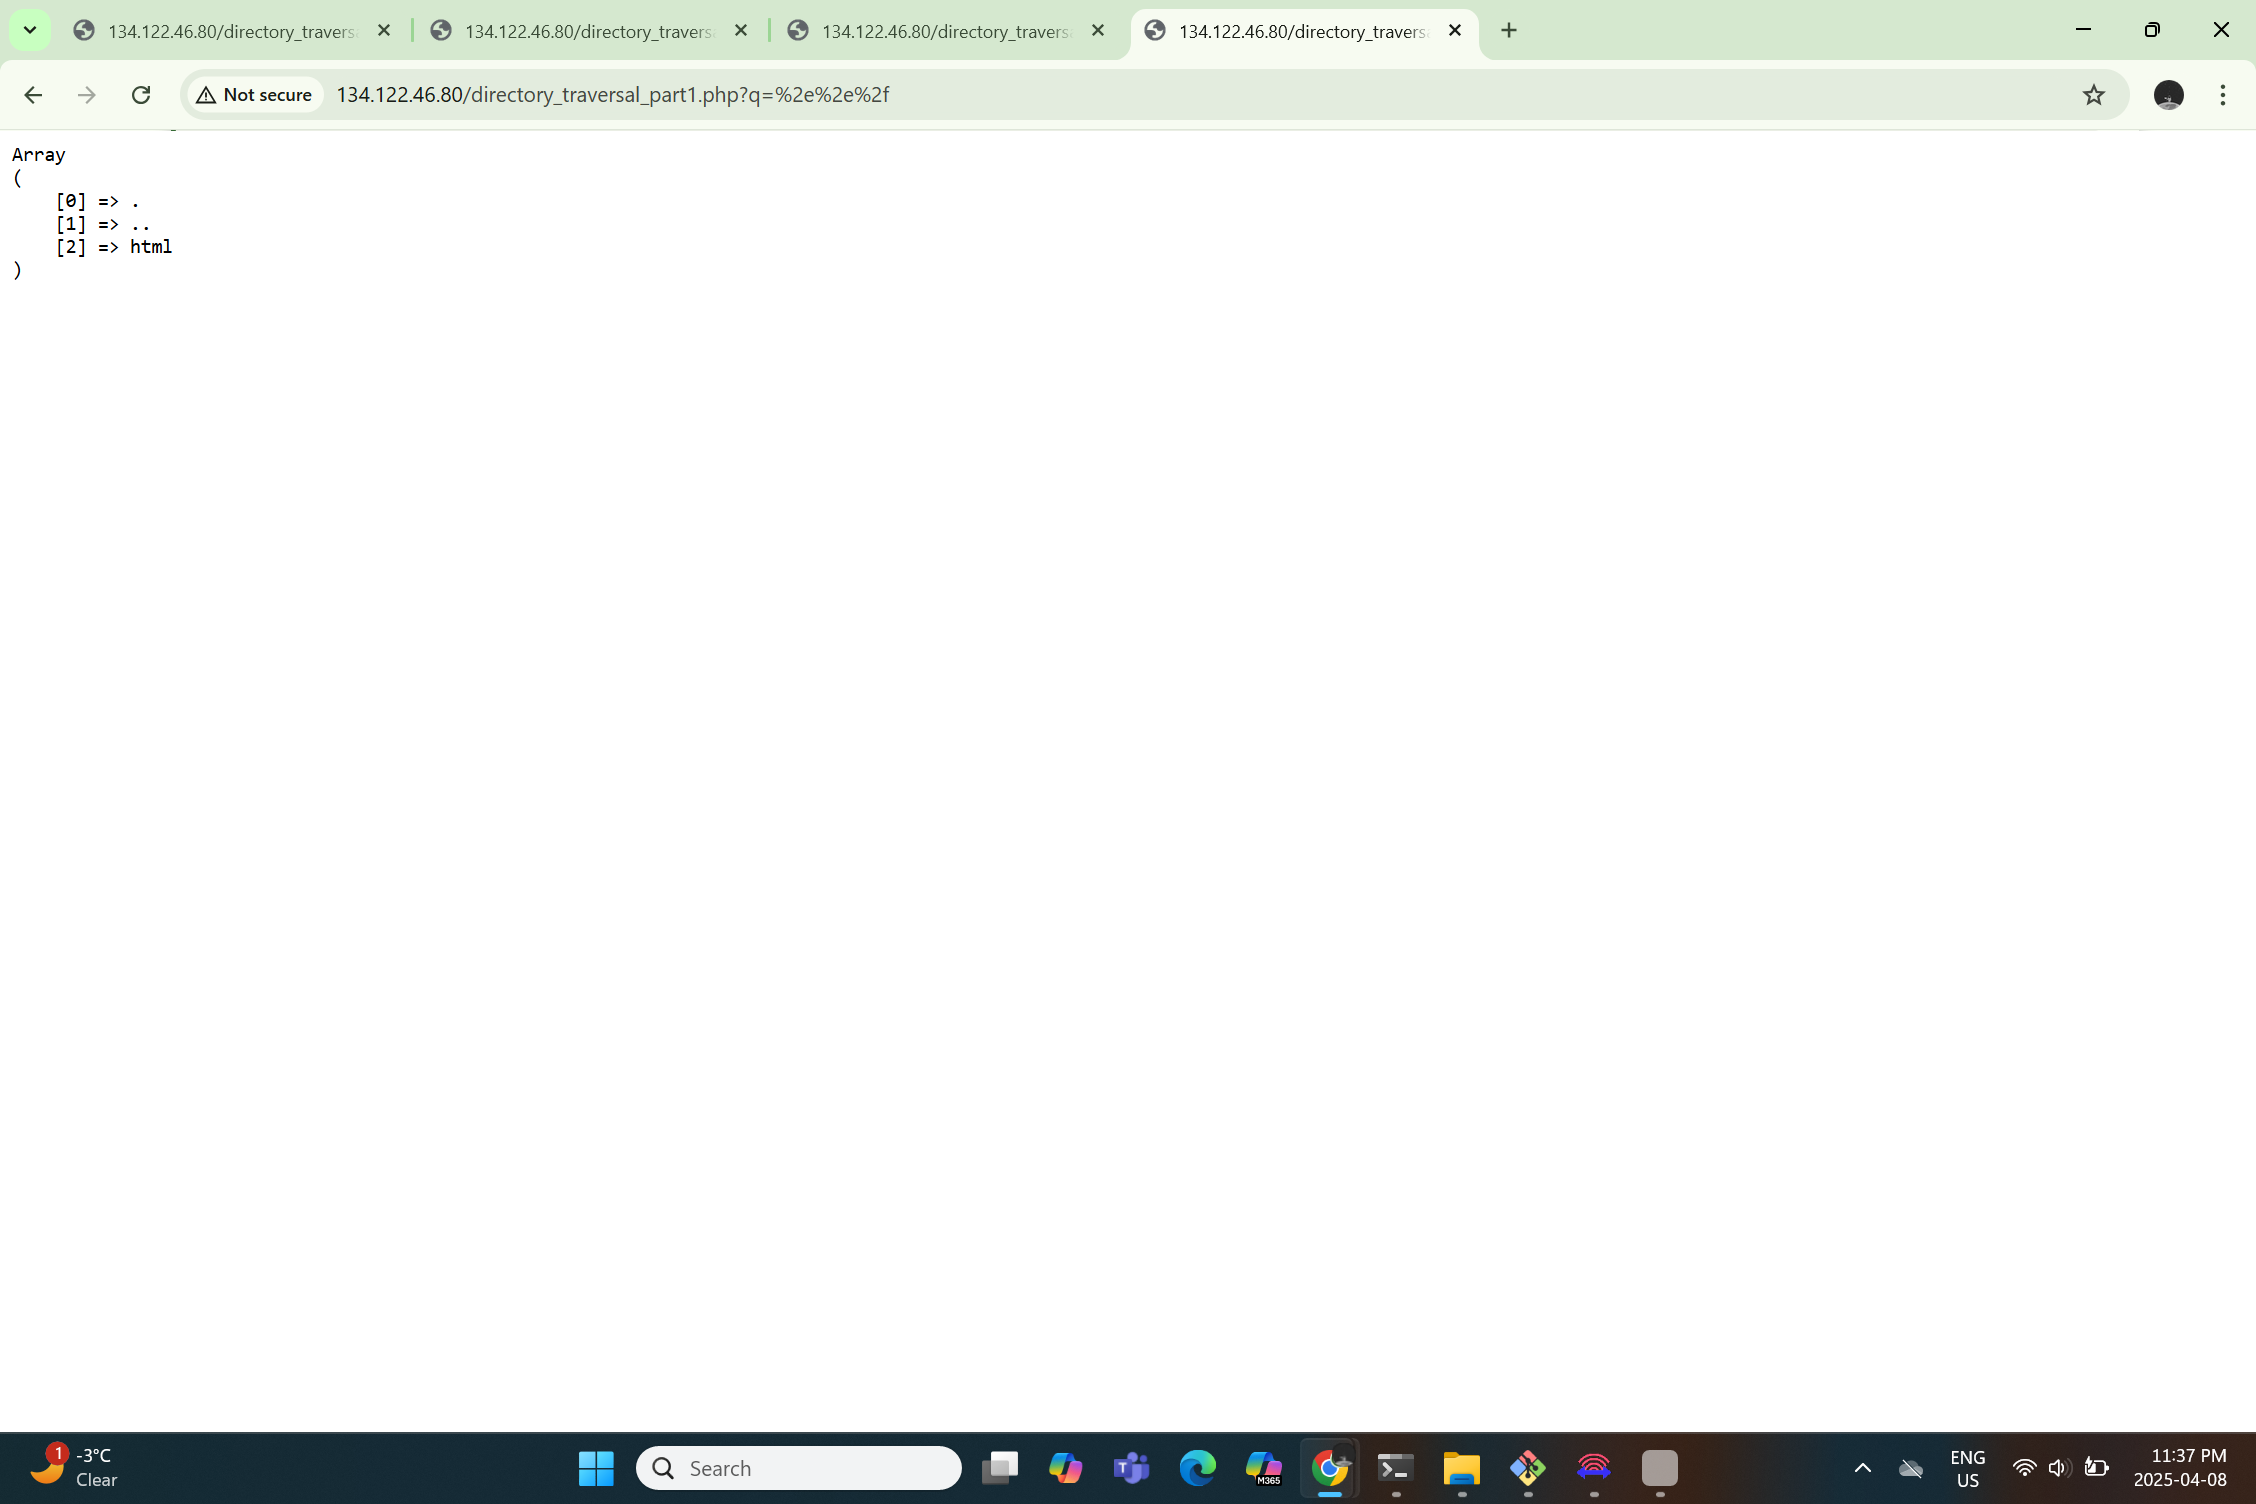 134.122.46.80/directory_travers
134.122.46.80/directory_travers
134.122.46.80/directory_travers
134.122.46.80/directory_travers
Not secure
134.122.46.80/directory_traversal_part1.php?q=%2e%2e%2f
Array
(
    [0] => .
    [1] => ..
    [2] => html
)
1
-3°C
Clear
Search
T
M365
ENG
US
11:37 PM
2025-04-08